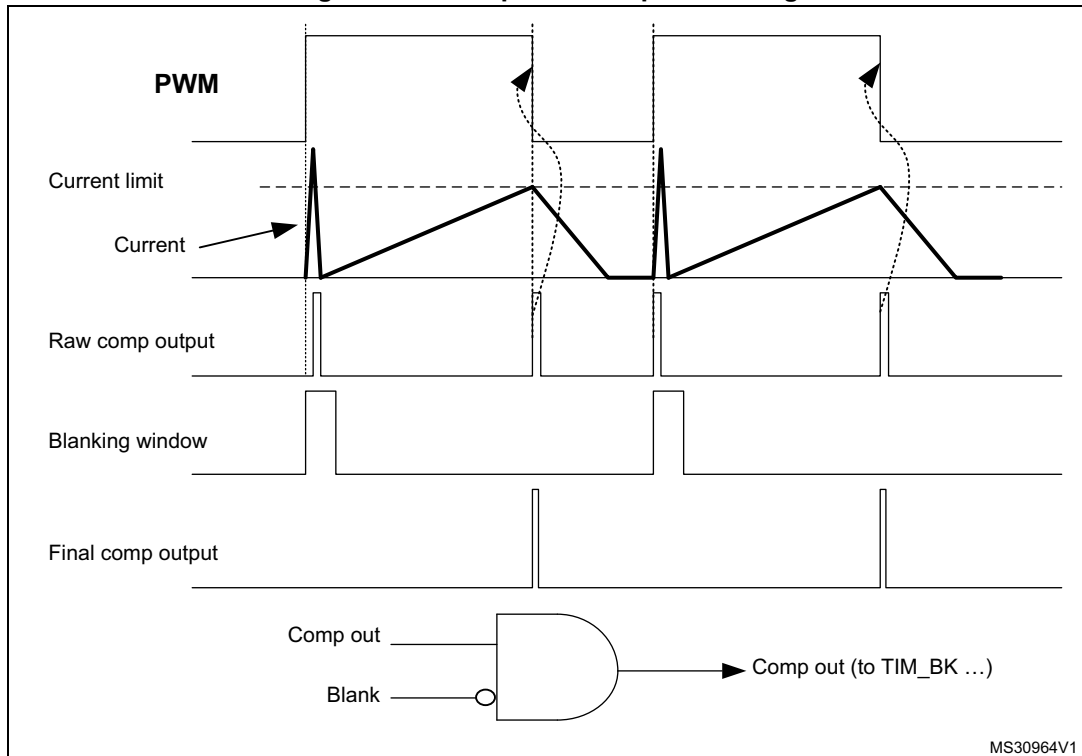 PWM
Current limit
Current
Raw comp output
Blanking window
Final comp output
Comp out
Blank
Comp out (to TIM_BK …)
MS30964V1